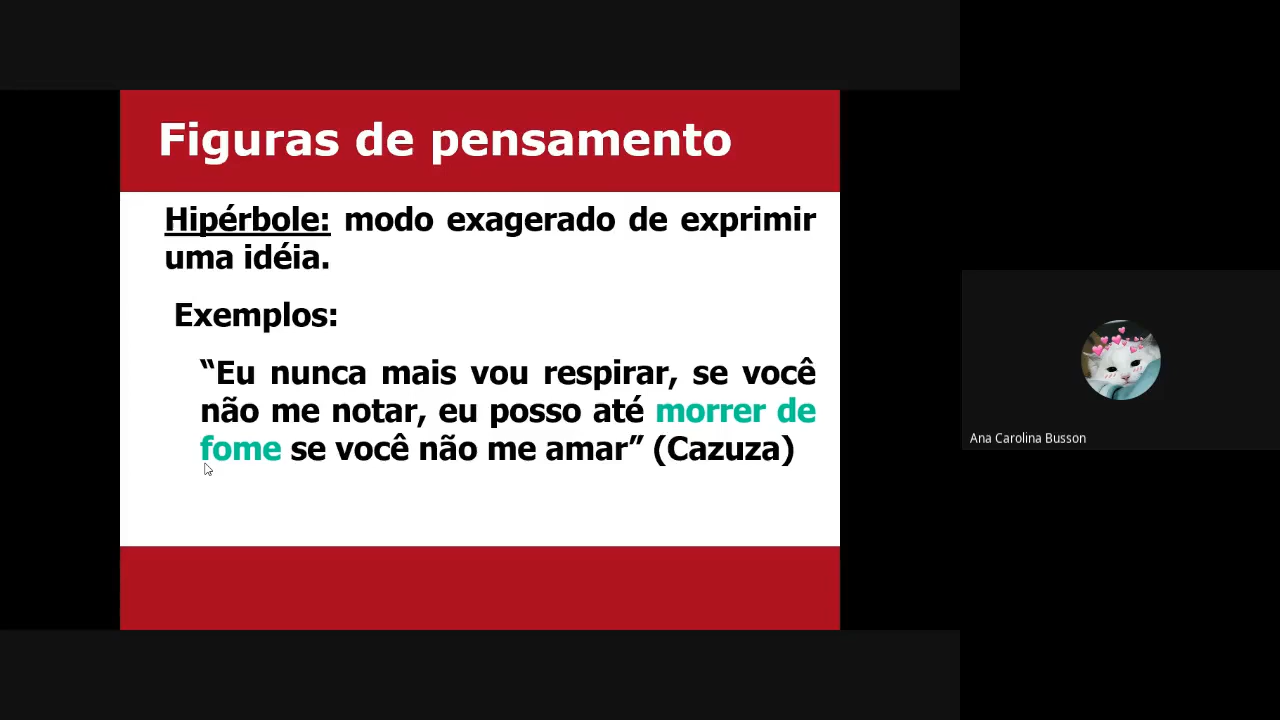 Figuras de pensamento
Hipérbole: modo exagerado de exprimir
uma idéia.
Exemplos:
“Eu nunca mais vou respirar, se você
não me notar, eu posso até morrer de
fome se você não me amar” (Cazuza)
Ana Carolina Busson